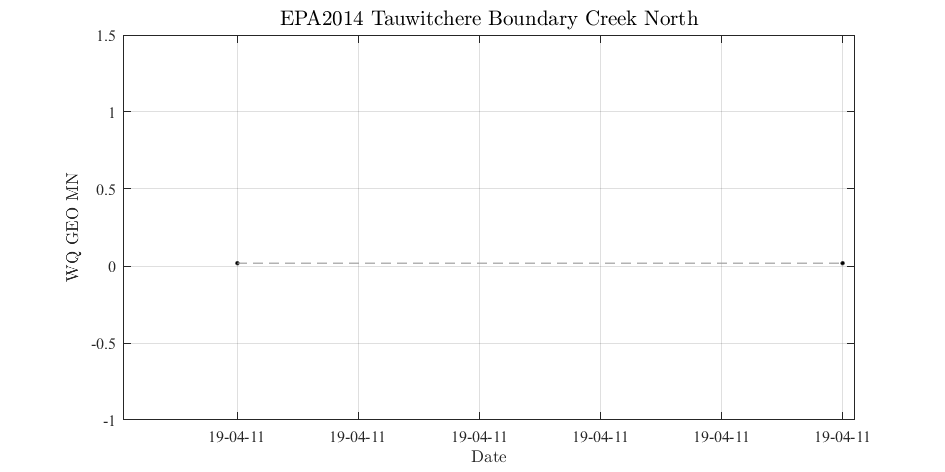 EPA2014 Tauwitchere Boundary Creek North
1.5
1
0.5
0
-0.5
-1
WQ GEO MN
19-04-11 19-04-11 19-04-11 19-04-11 19-04-11 19-04-11
Date